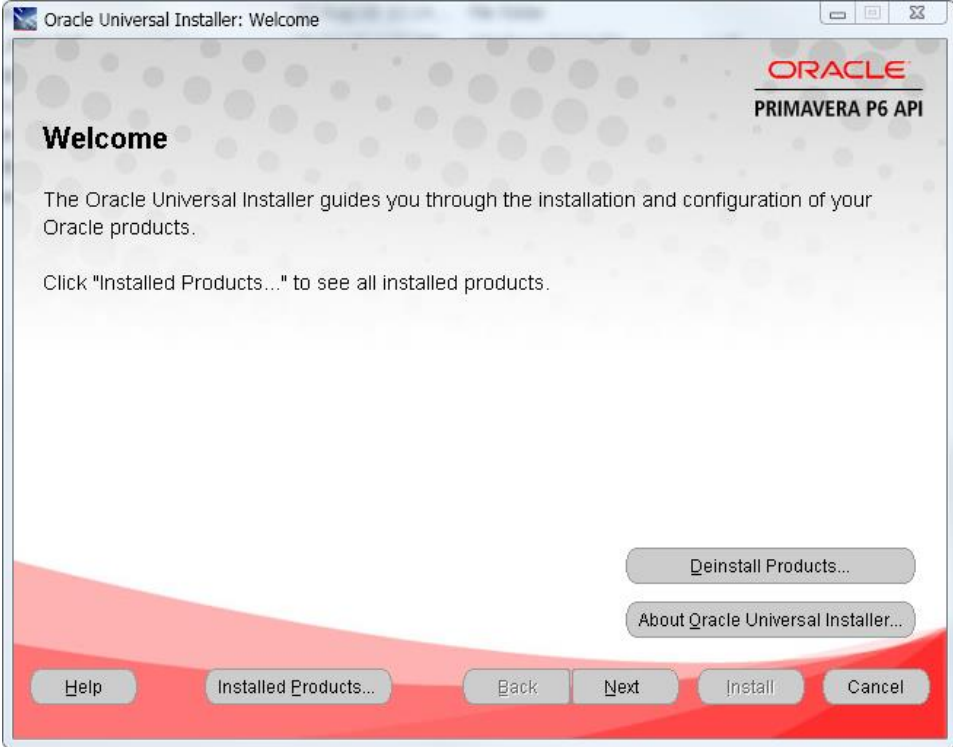 Oracle Universal Installer: Welcome
ORACLE
PRIMAVERA P6 API
Welcome
The Oracle Universal Installer guides you through the installation and configuration of your
Oracle products.
Click "Installed Products..." to see all installed products.
Deinstall Products...
About Oracle Universal Installer...
Help Installed Products... Back Next Install Cancel